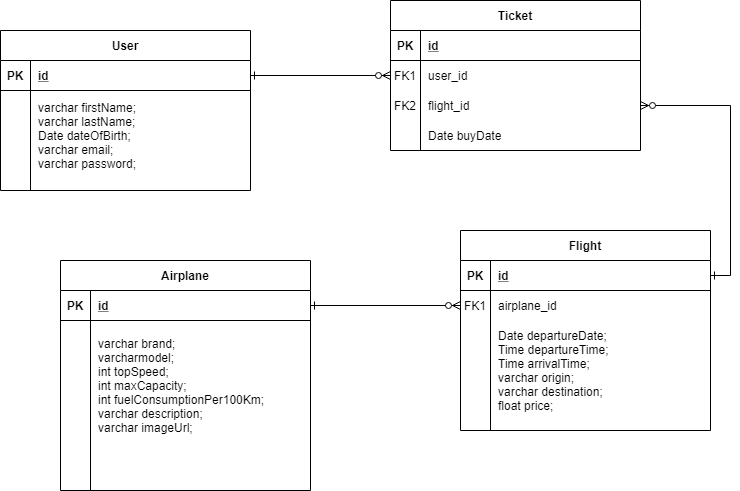 User
PK id
varchar firstName;
varchar lastName;
Date dateOfBirth;
varchar email;
varchar password;
Ticket
PK id
FK1 user_id
FK2 flight_id
Date buyDate
Airplane
PK id
varchar brand;
varcharmodel;
int topSpeed;
int maxCapacity;
int fuelConsumptionPer100Km;
varchar description;
varchar imageUrl;
Flight
PK id
FK1 airplane_id
Date departureDate;
Time departureTime;
Time arrivalTime;
varchar origin;
varchar destination;
float price;